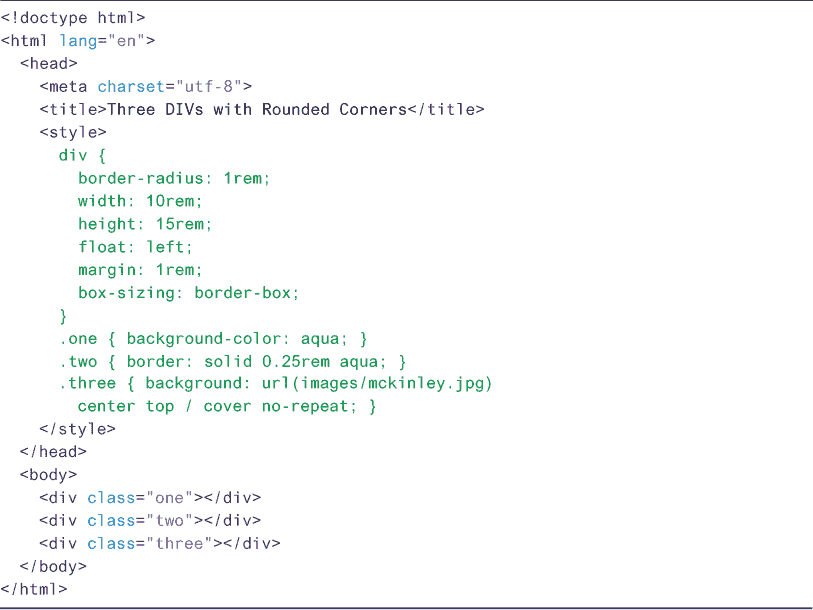 <!doctype html>
<html lang="en">
  <head>
    <meta charset="utf-8">
    <title>Three DIVs with Rounded Corners</title>
    <style>
      div {
        border-radius: 1rem;
        width: 10rem;
        height: 15rem;
        float: left;
        margin: 1rem;
        box-sizing: border-box;
      }
      .one { background-color: aqua; }
      .two { border: solid 0.25rem aqua; }
      .three { background: url(images/mckinley.jpg)
        center top / cover no-repeat; }
    </style>
  </head>
  <body>
    <div class="one"></div>
    <div class="two"></div>
    <div class="three"></div>
  </body>
</html>